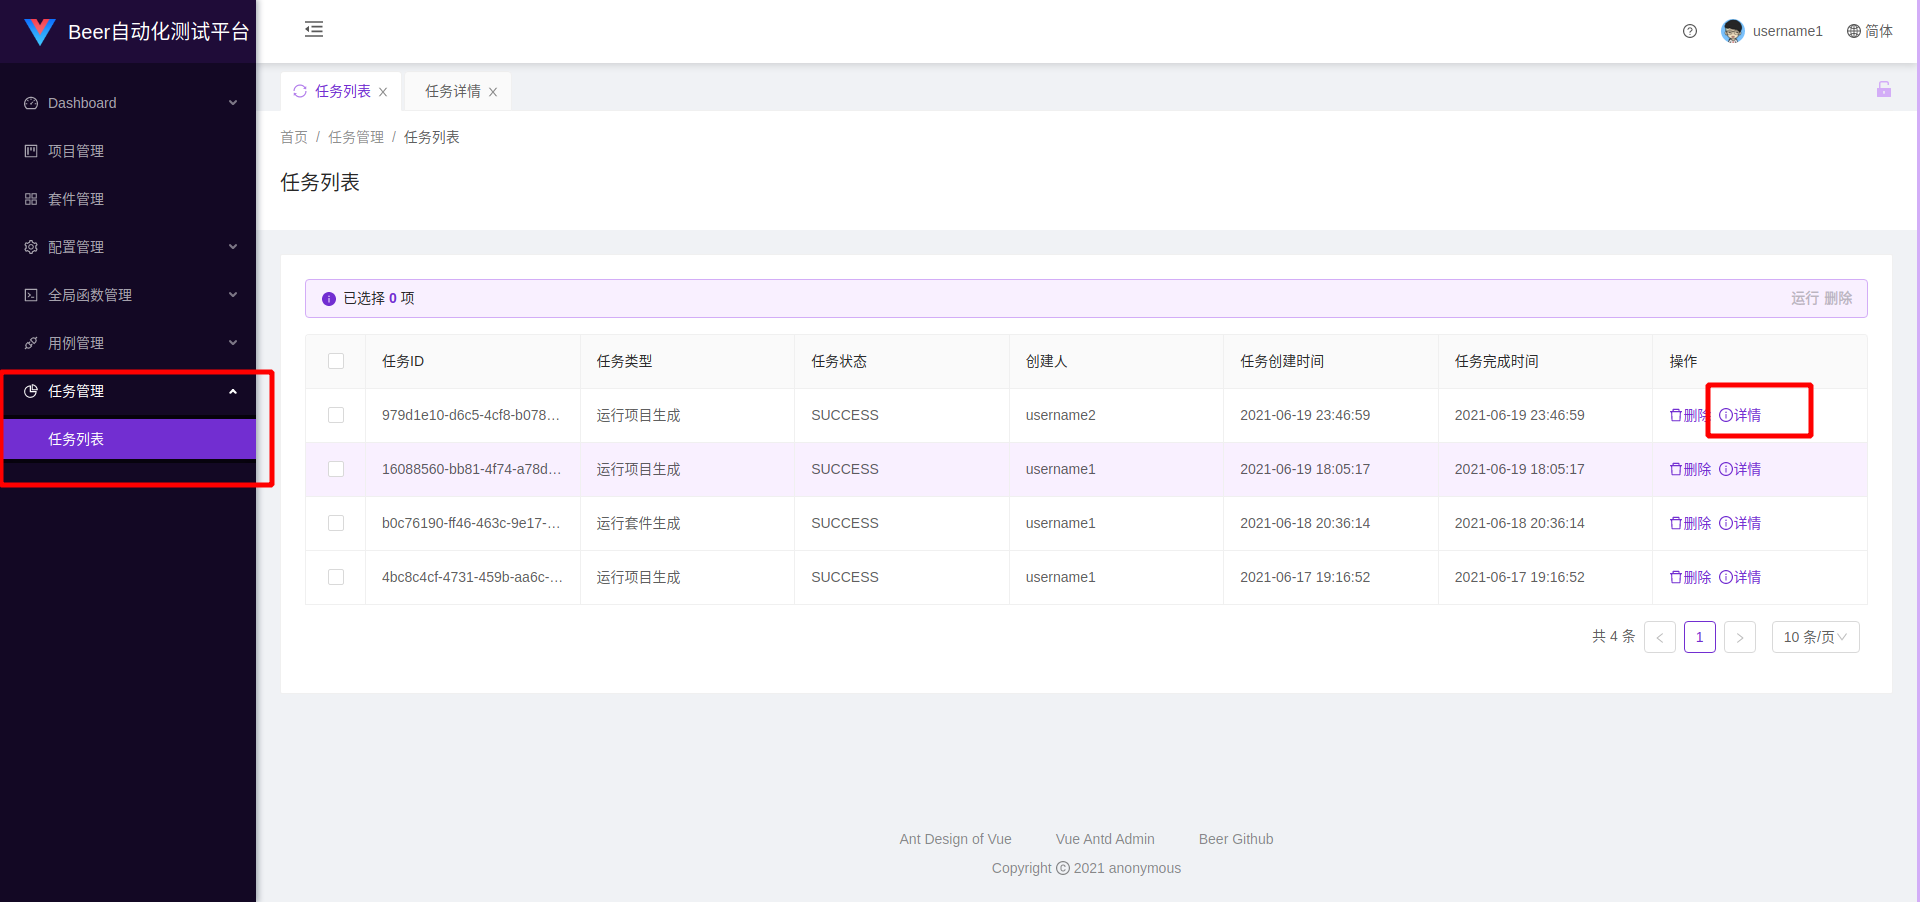 Beer自动化测试平台
username1 简体
Dashboard
项目管理
套件管理
配置管理
全局函数管理
用例管理
任务管理
任务列表
任务列表 任务详情
首页 / 任务管理 / 任务列表
任务列表
已选择 0 项 运行 删除
任务ID 任务类型 任务状态 创建人 任务创建时间 任务完成时间 操作
979d1e10-d6c5-4cf8-b078... 运行项目生成 SUCCESS username2 2021-06-19 23:46:59 2021-06-19 23:46:59 删除 详情
16088560-bb81-4f74-a78d... 运行项目生成 SUCCESS username1 2021-06-19 18:05:17 2021-06-19 18:05:17 删除 详情
b0c76190-ff46-463c-9e17-... 运行套件生成 SUCCESS username1 2021-06-18 20:36:14 2021-06-18 20:36:14 删除 详情
4bc8c4cf-4731-459b-aa6c-... 运行项目生成 SUCCESS username1 2021-06-17 19:16:52 2021-06-17 19:16:52 删除 详情
共 4 条 < 1 > 10 条/页
Ant Design of Vue Vue Antd Admin Beer Github
Copyright © 2021 anonymous